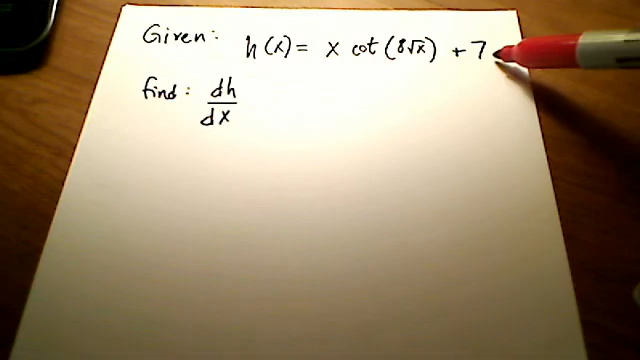 Given: h(x) = x cot(8√x) + 7
find: dh
dx